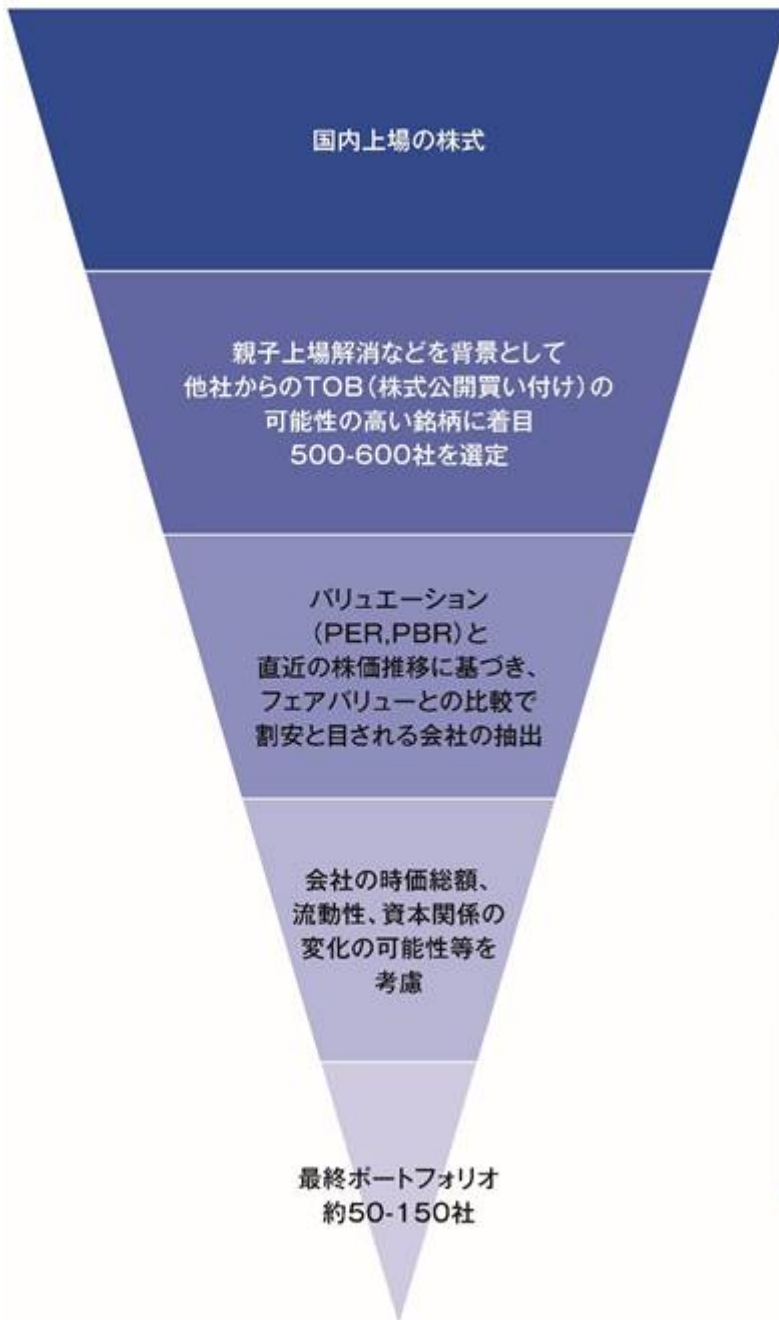 国内上場の株式
親子上場解消などを背景として
他社からのTOB(株式公開買い付け)の
可能性の高い銘柄に着目
500-600社を選定
バリュエーション
(PER,PBR)と
直近の株価推移に基づき、
フェアバリューとの比較で
割安と目される会社の抽出
会社の時価総額、
流動性、資本関係の
変化の可能性等を
考慮
最終ポートフォリオ
約50-150社